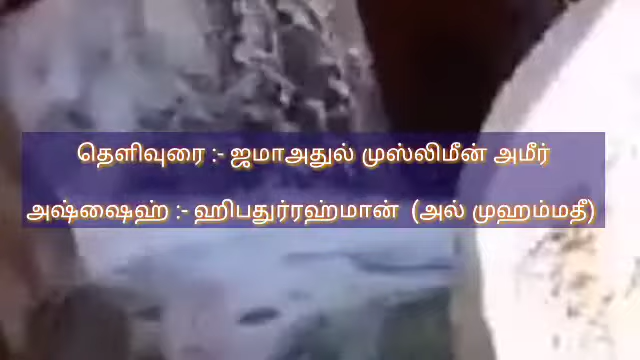 தெளிவுரை :- ஜமாஅதுல் முஸ்லிமீன் அமீர்
அஷ்ஷைஹ் :- ஹிபதுர்ரஹ்மான் (அல் முஹம்மதீ)